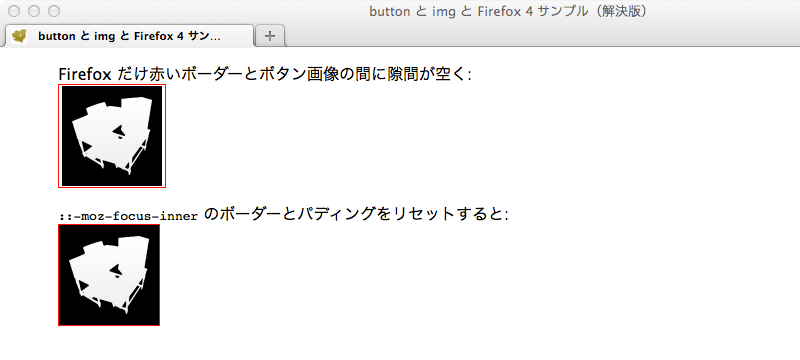 button と img と Firefox 4 サンプル（解決版）
button と img と Firefox 4 サン...
Firefox だけ赤いボーダーとボタン画像の間に隙間が空く:
::-moz-focus-inner のボーダーとパディングをリセットすると: